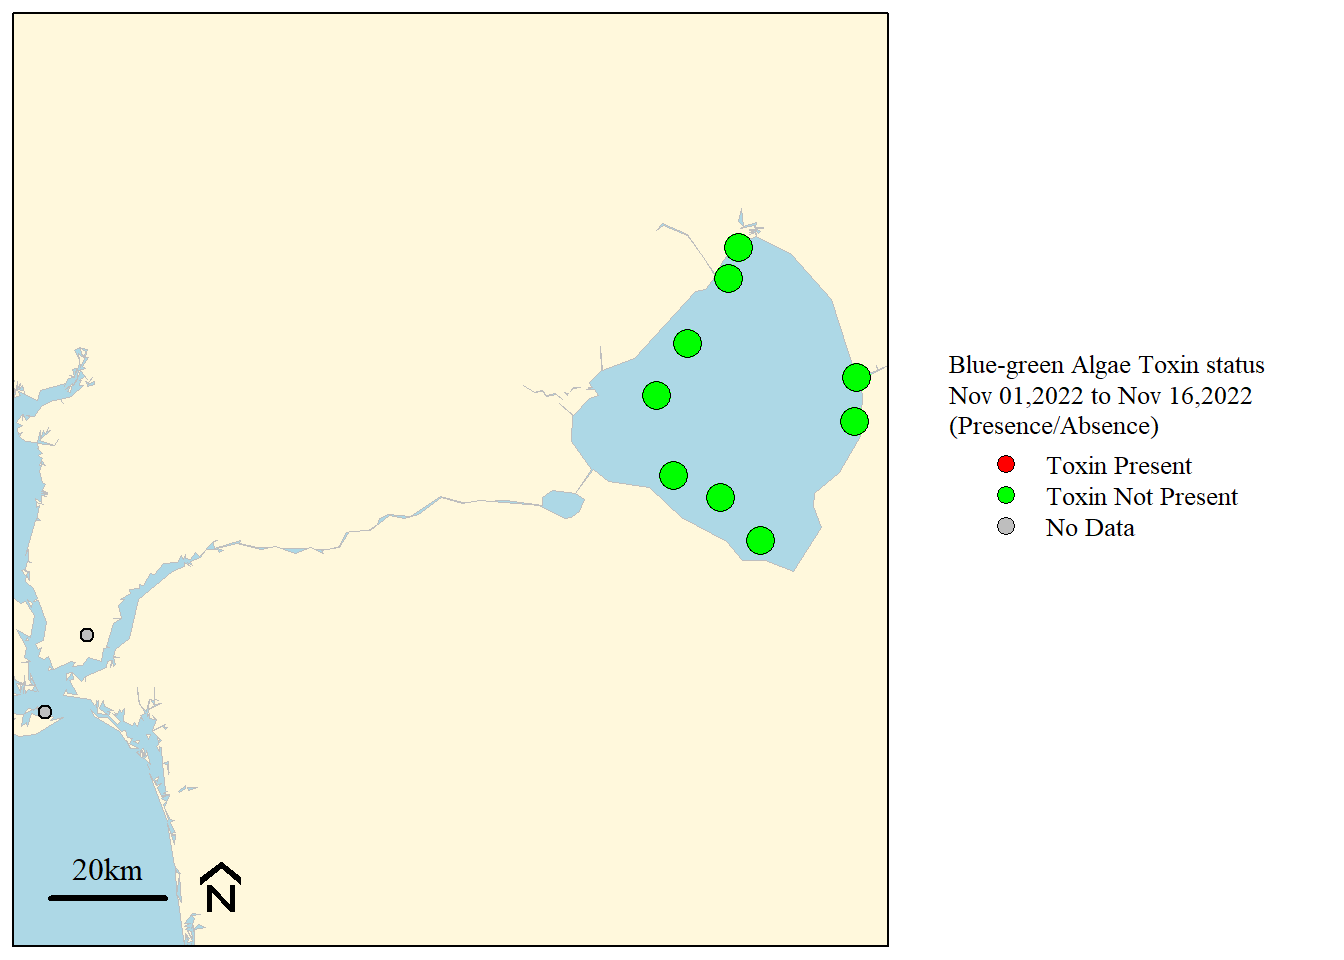 Blue-green Algae Toxin status
Nov 01,2022 to Nov 16,2022
(Presence/Absence)
Toxin Present
Toxin Not Present
No Data
20km
N